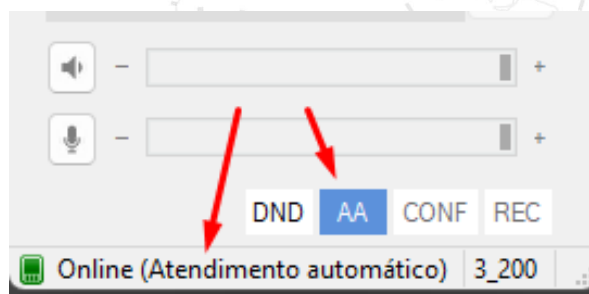 - +
- +
DND AA CONF REC
Online (Atendimento automático) 3_200